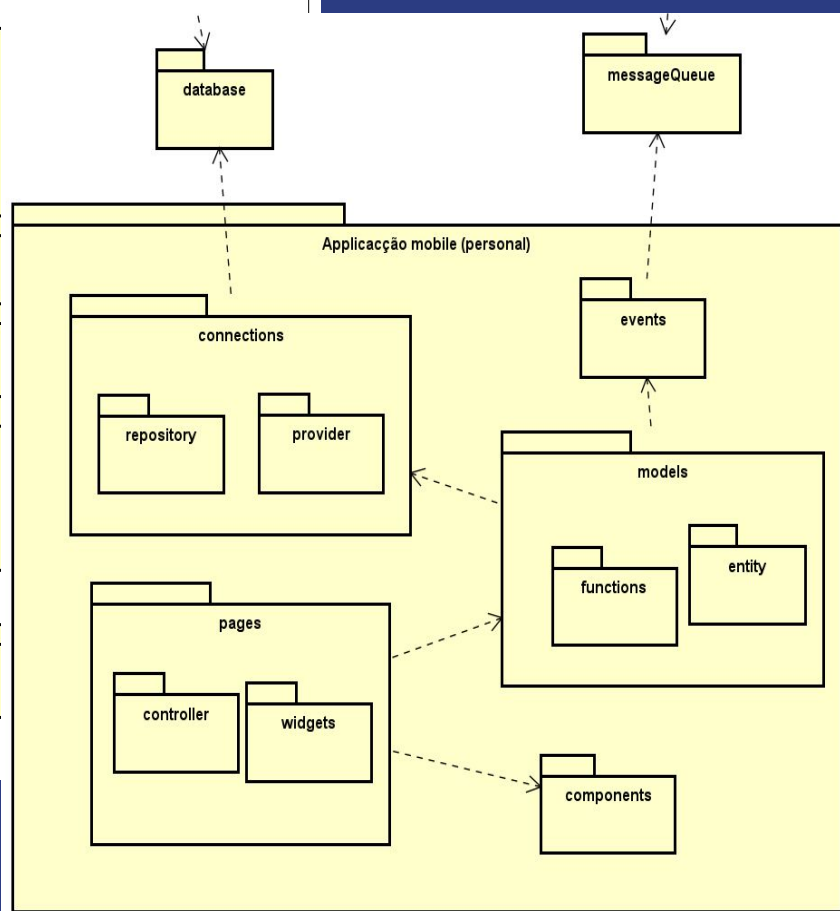 database
messageQueue
Applicacção mobile (personal)
events
connections
repository
provider
models
functions
entity
pages
controller
widgets
components